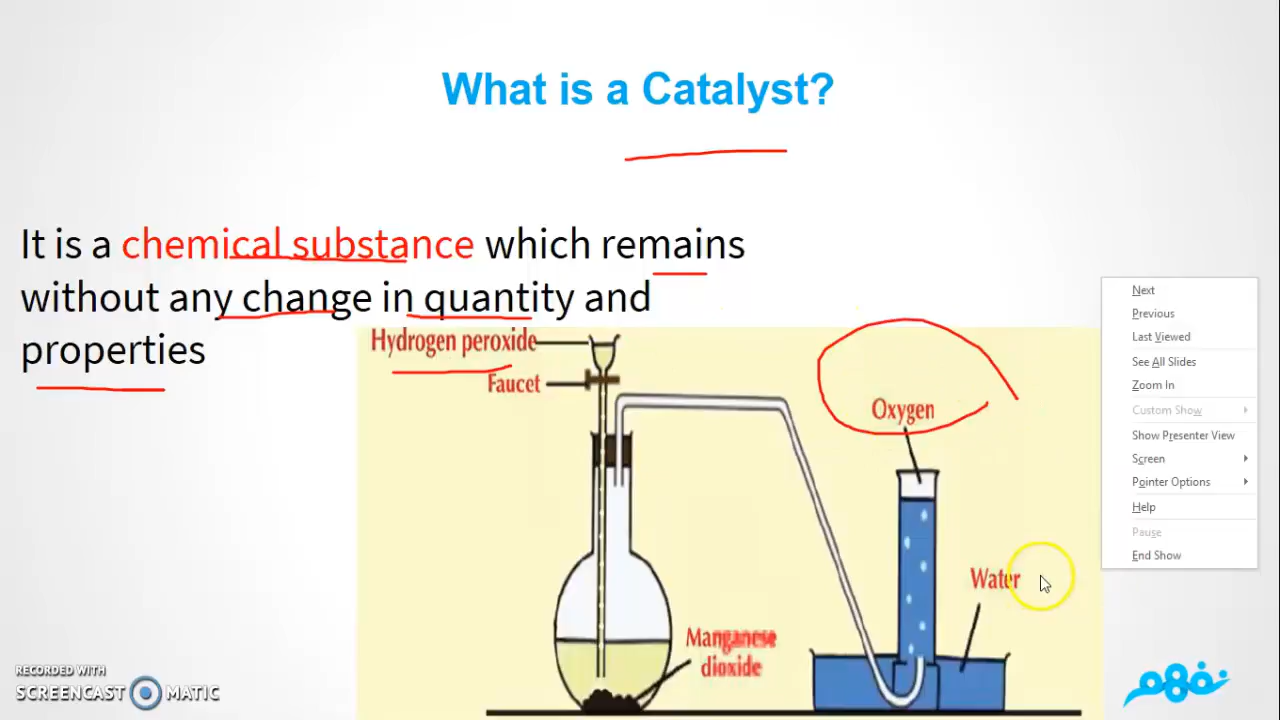 What is a Catalyst?
It is a chemical substance which remains
without any change in quantity and
properties
Hydrogen peroxide
Faucet
Oxygen
Water
Manganese
dioxide
Next
Previous
Last Viewed
See All Slides
Zoom In
Custom Show
Show Presenter View
Screen
Pointer Options
Help
Pause
End Show
RECORDED WITH
SCREENCAST MATIC
نفهم